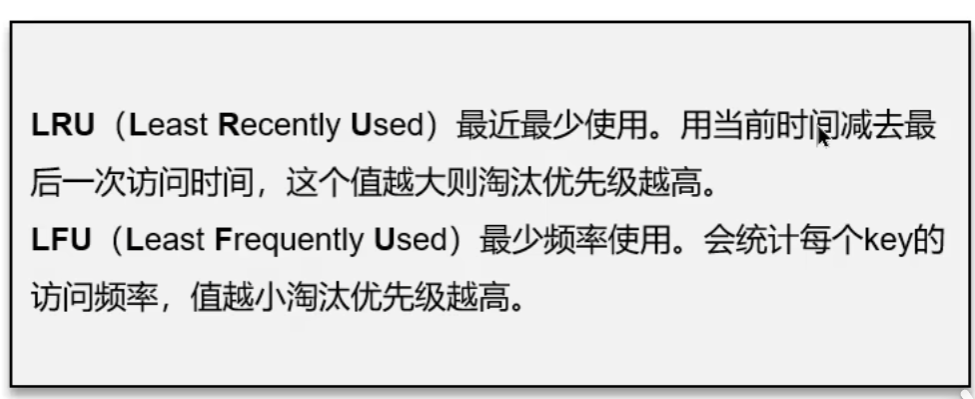 LRU（Least Recently Used）最近最少使用。用当前时间减去最
后一次访问时间，这个值越大则淘汰优先级越高。
LFU（Least Frequently Used）最少频率使用。会统计每个key的
访问频率，值越小淘汰优先级越高。